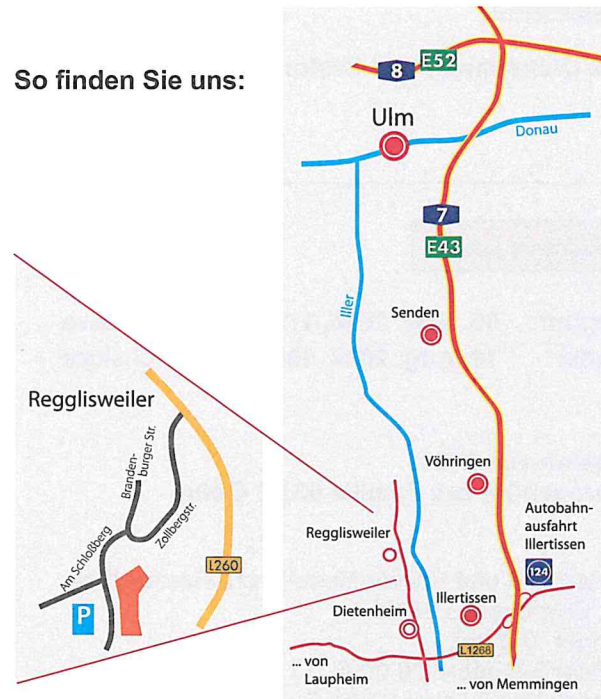 So finden Sie uns:
8
E52
Ulm
Donau
7
E43
Iller
Senden
Regglisweiler
Branden-
burger Str.
Zollbergstr.
Am Schloßberg
L260
P
Vöhringen
Autobahn-
ausfahrt
Illertissen
124
Regglisweiler
Illertissen
Dietenheim
L1268
... von
Laupheim
... von Memmingen